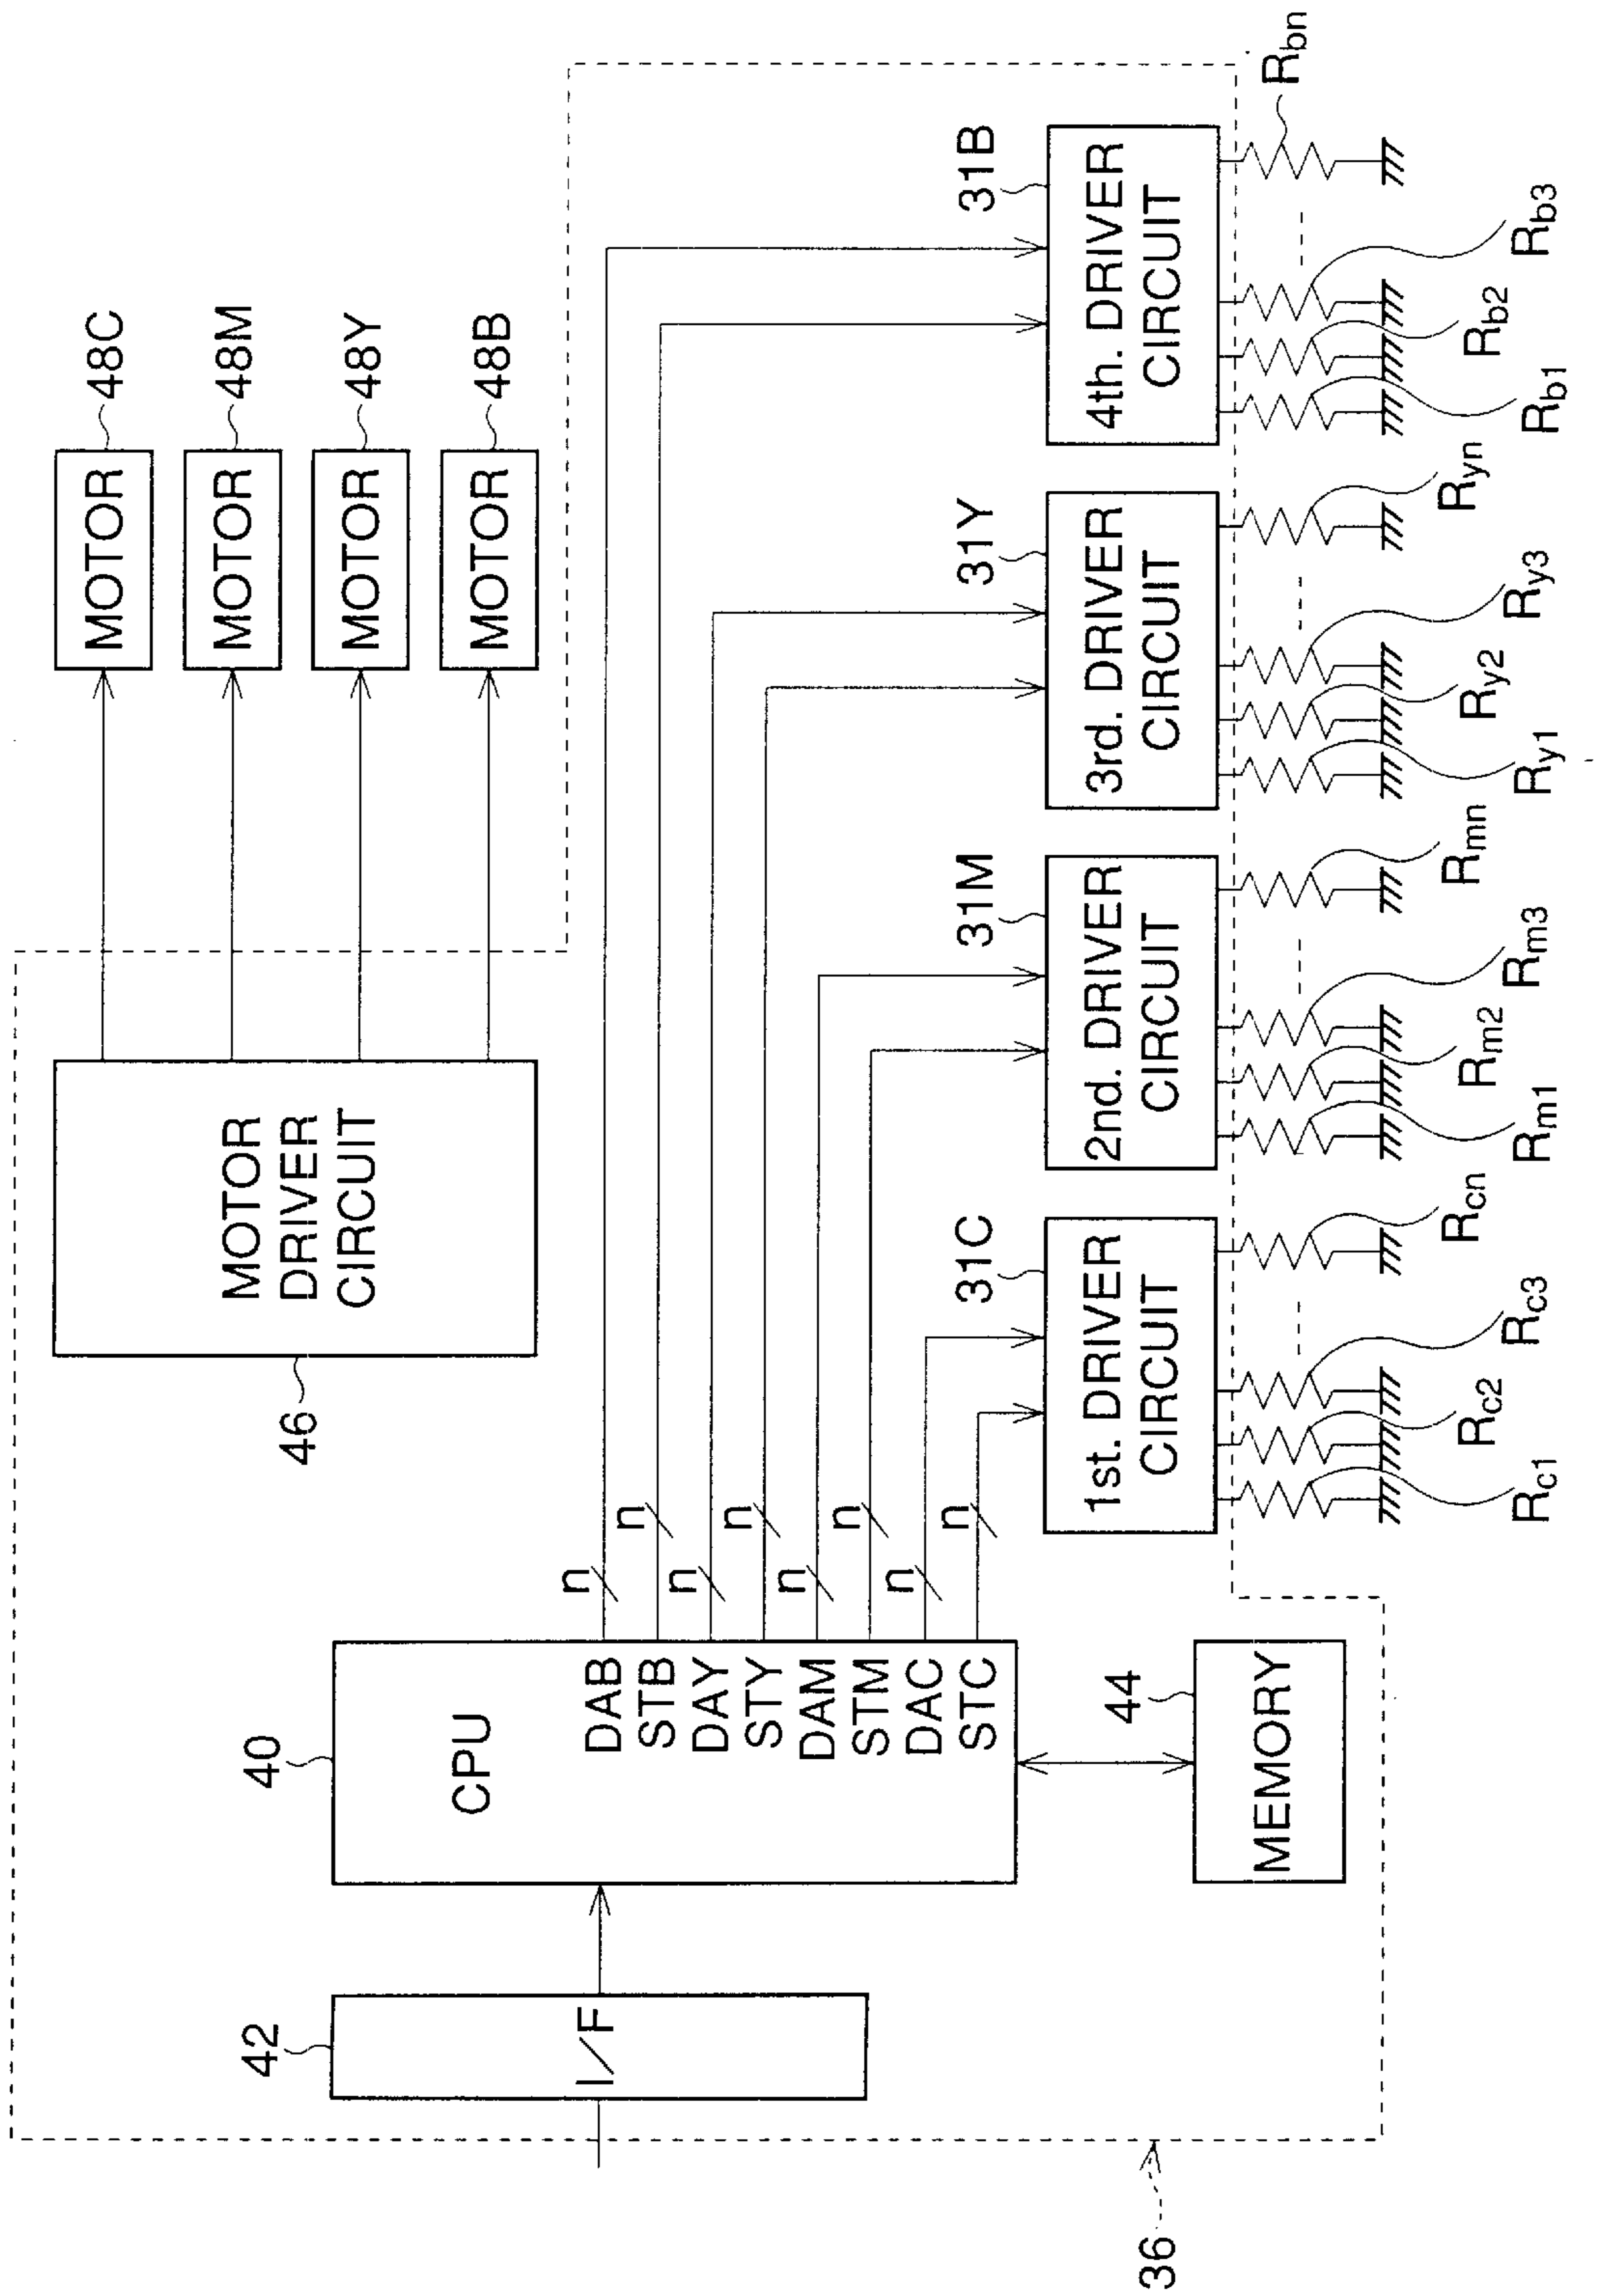 46
MOTOR
DRIVER
CIRCUIT
MOTOR
48C
MOTOR
48M
MOTOR
48Y
MOTOR
48B
42
I/F
40
CPU
DAB
STB
DAY
STY
DAM
STM
DAC
STC
n
n
n
n
n
n
n
n
44
MEMORY
36
31C
1st. DRIVER
CIRCUIT
31M
2nd. DRIVER
CIRCUIT
31Y
3rd. DRIVER
CIRCUIT
31B
4th. DRIVER
CIRCUIT
Rc1
Rc2
Rc3
Rcn
Rm1
Rm2
Rm3
Rmn
Ry1
Ry2
Ry3
Ryn
Rb1
Rb2
Rb3
Rbn